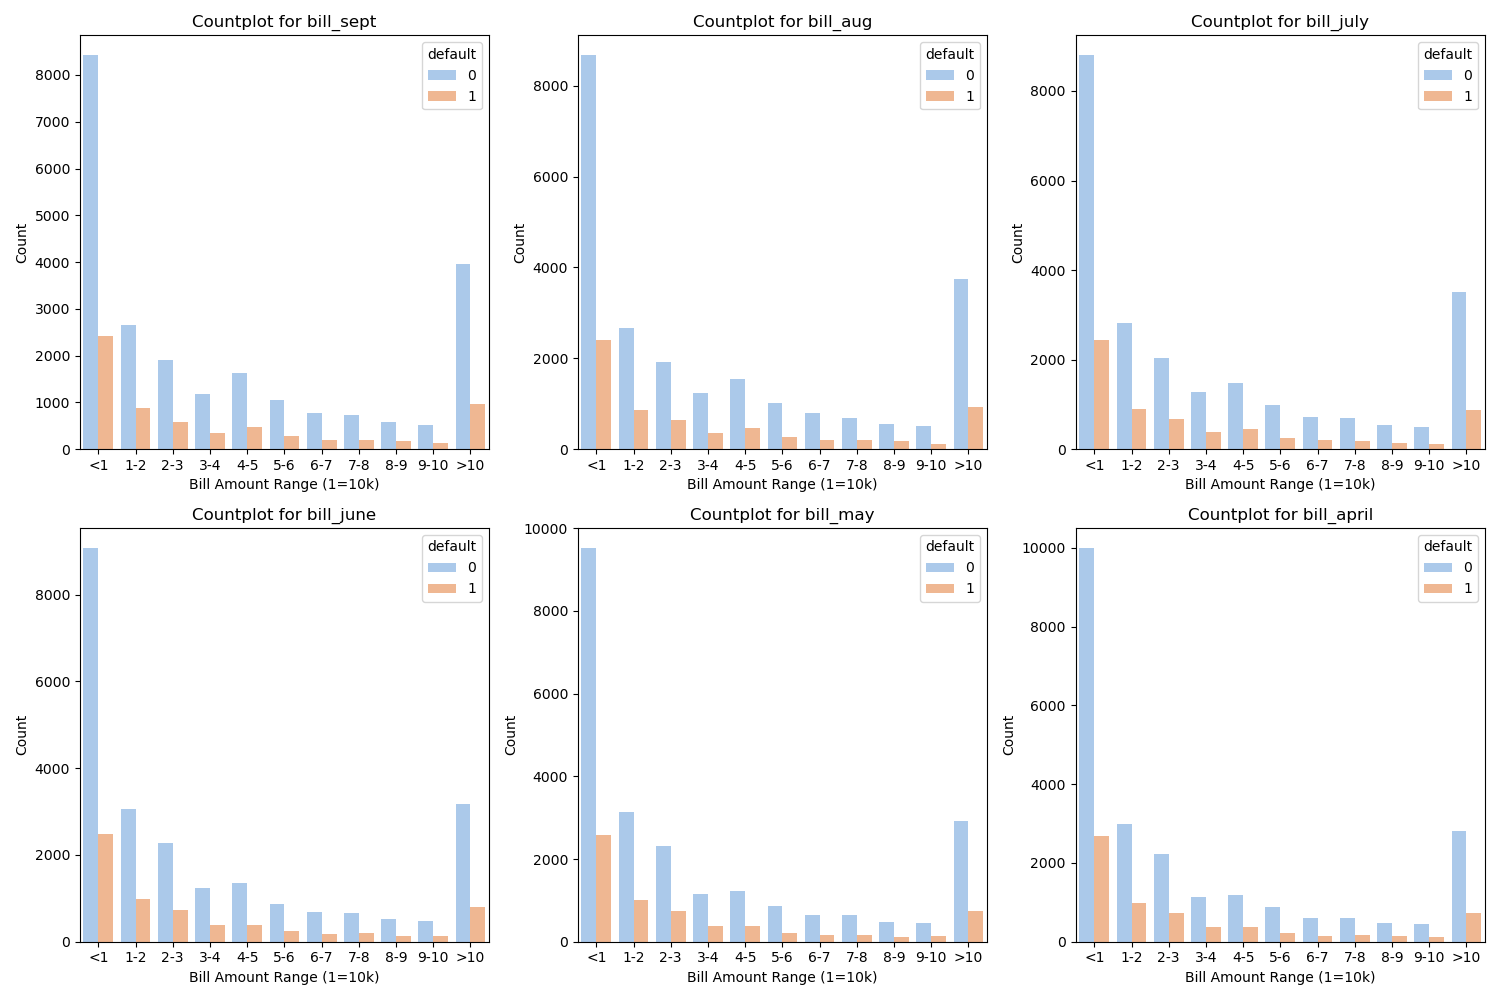 Countplot for bill_sept
default
0
1
8000
7000
6000
5000
4000
3000
2000
1000
0
Count
<1 1-2 2-3 3-4 4-5 5-6 6-7 7-8 8-9 9-10 >10
Bill Amount Range (1=10k)
Countplot for bill_aug
default
0
1
8000
6000
4000
2000
0
Count
<1 1-2 2-3 3-4 4-5 5-6 6-7 7-8 8-9 9-10 >10
Bill Amount Range (1=10k)
Countplot for bill_july
default
0
1
8000
6000
4000
2000
0
Count
<1 1-2 2-3 3-4 4-5 5-6 6-7 7-8 8-9 9-10 >10
Bill Amount Range (1=10k)
Countplot for bill_june
default
0
1
8000
6000
4000
2000
0
Count
<1 1-2 2-3 3-4 4-5 5-6 6-7 7-8 8-9 9-10 >10
Bill Amount Range (1=10k)
Countplot for bill_may
default
0
1
10000
8000
6000
4000
2000
0
Count
<1 1-2 2-3 3-4 4-5 5-6 6-7 7-8 8-9 9-10 >10
Bill Amount Range (1=10k)
Countplot for bill_april
default
0
1
10000
8000
6000
4000
2000
0
Count
<1 1-2 2-3 3-4 4-5 5-6 6-7 7-8 8-9 9-10 >10
Bill Amount Range (1=10k)